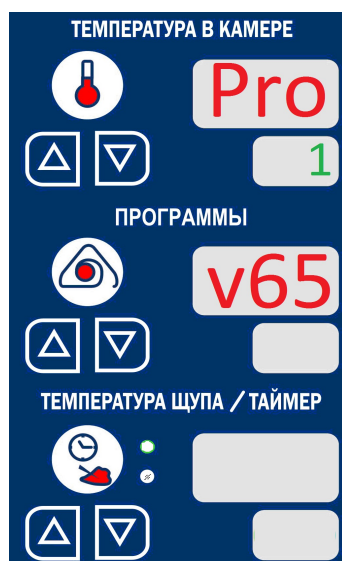 ТЕМПЕРАТУРА В КАМЕРЕ
Pro
1
ПРОГРАММЫ
v65
ТЕМПЕРАТУРА ЩУПА / ТАЙМЕР